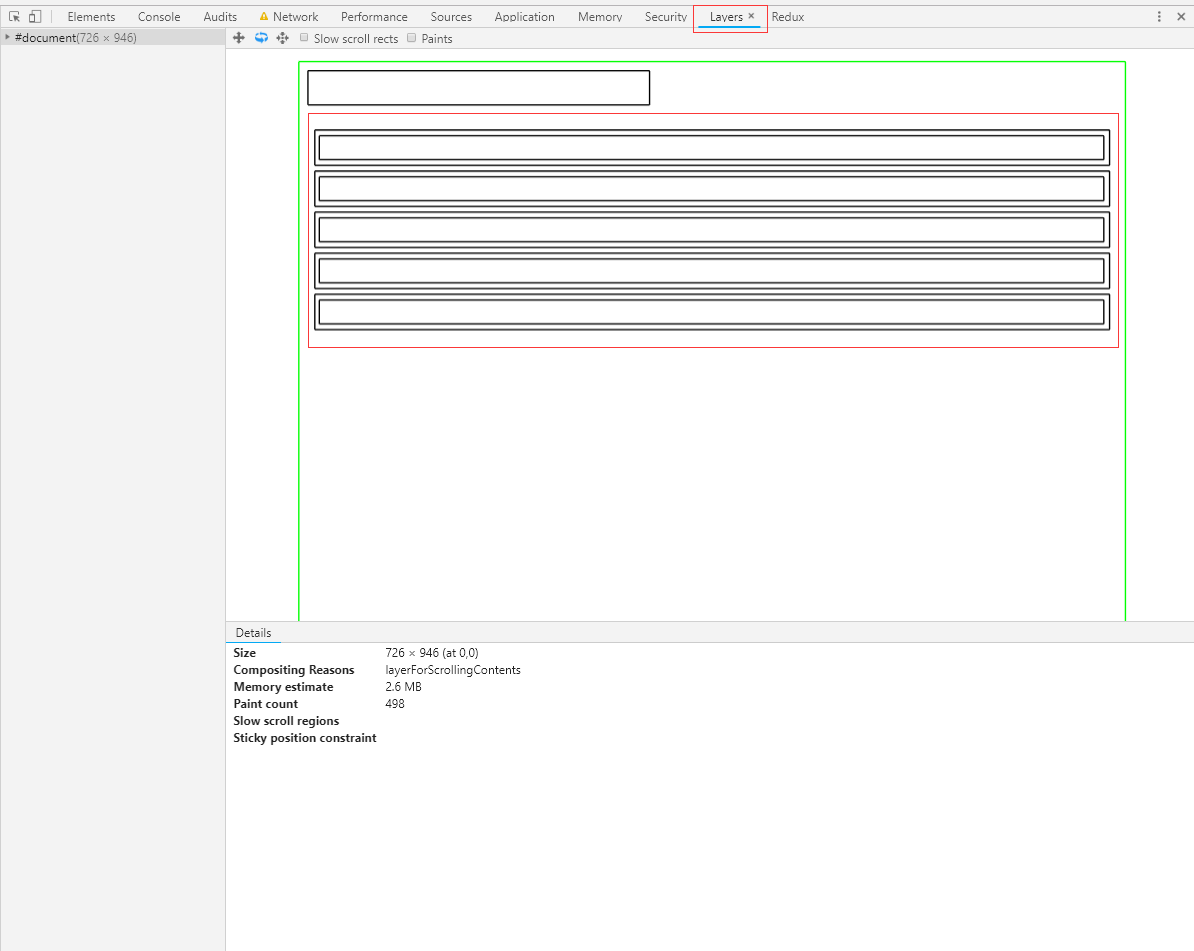 Elements Console Audits Network Performance Sources Application Memory Security Layers × Redux
#document(726 × 946)
Slow scroll rects Paints
Details
Size 726 × 946 (at 0,0)
Compositing Reasons layerForScrollingContents
Memory estimate 2.6 MB
Paint count 498
Slow scroll regions
Sticky position constraint